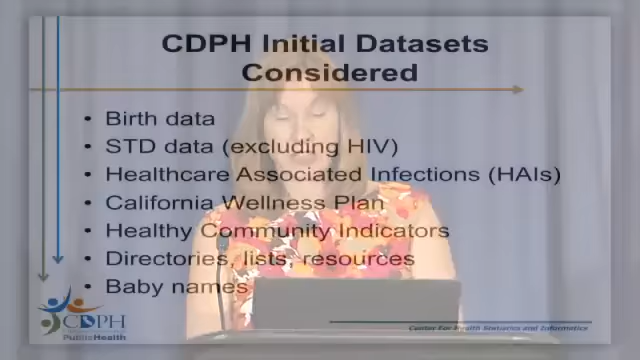 CDPH Initial Datasets
Considered
• Birth data
• STD data (excluding HIV)
• Healthcare Associated Infections (HAIs)
• California Wellness Plan
• Healthy Community Indicators
• Directories, lists, resources
• Baby names
CDPH
PublicHealth
Center For Health Statistics and Informatics